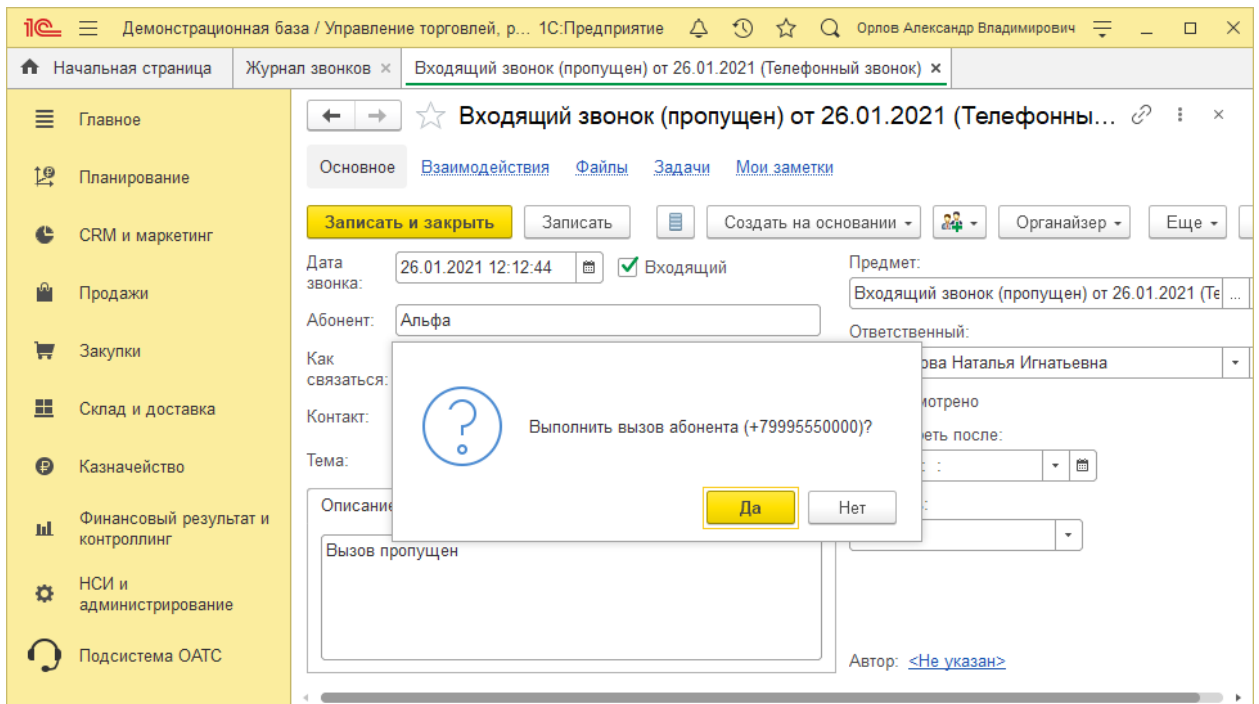 1С Демонстрационная база / Управление торговлей, р... 1С:Предприятие Орлов Александр Владимирович
Начальная страница Журнал звонков × Входящий звонок (пропущен) от 26.01.2021 (Телефонный звонок) ×
Главное
Планирование
CRM и маркетинг
Продажи
Закупки
Склад и доставка
Казначейство
Финансовый результат и
контроллинг
НСИ и
администрирование
Подсистема ОАТС
Входящий звонок (пропущен) от 26.01.2021 (Телефонны...
Основное Взаимодействия Файлы Задачи Мои заметки
Записать и закрыть Записать Создать на основании Органайзер Еще
Дата
звонка:
26.01.2021 12:12:44 Входящий
Абонент: Альфа
Как
связаться:
Контакт:
Тема:
Описание
Вызов пропущен
Предмет:
Входящий звонок (пропущен) от 26.01.2021 (Те ...
Ответственный:
Наталья Игнатьевна
после:
: :
Автор: <Не указан>
Выполнить вызов абонента (+79995550000)?
Да Нет